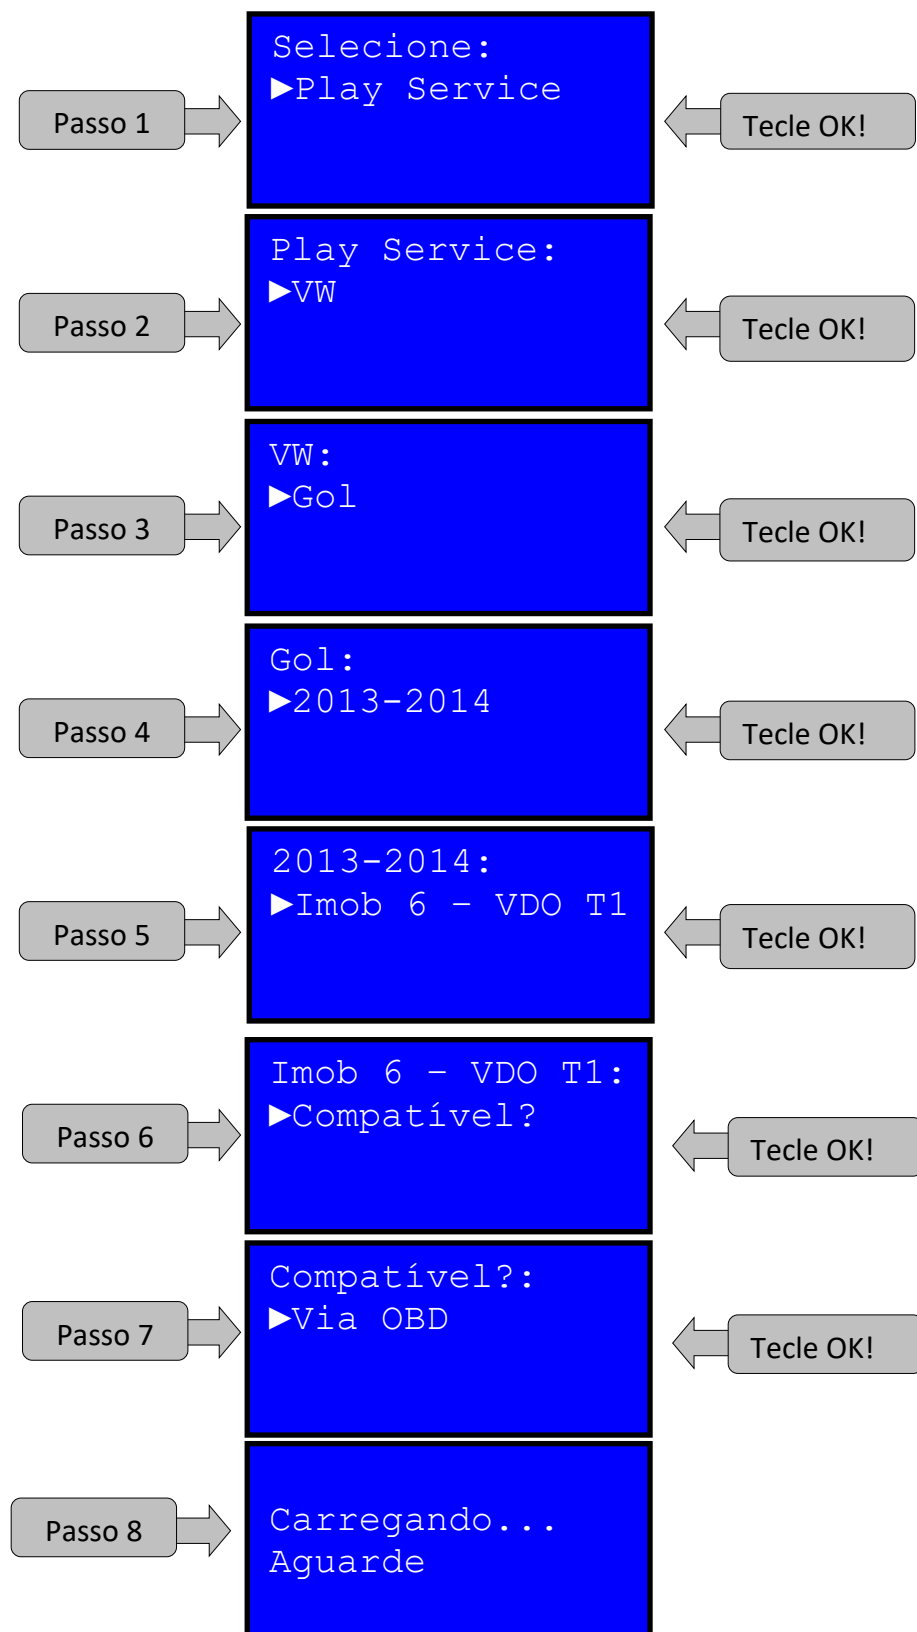 Selecione:
►Play Service
Passo 1
Tecle OK!
Play Service:
►VW
Passo 2
Tecle OK!
VW:
►Gol
Passo 3
Tecle OK!
Gol:
►2013-2014
Passo 4
Tecle OK!
2013-2014:
►Imob 6 – VDO T1
Passo 5
Tecle OK!
Imob 6 – VDO T1:
►Compatível?
Passo 6
Tecle OK!
Compatível?:
►Via OBD
Passo 7
Tecle OK!
Carregando...
Aguarde
Passo 8